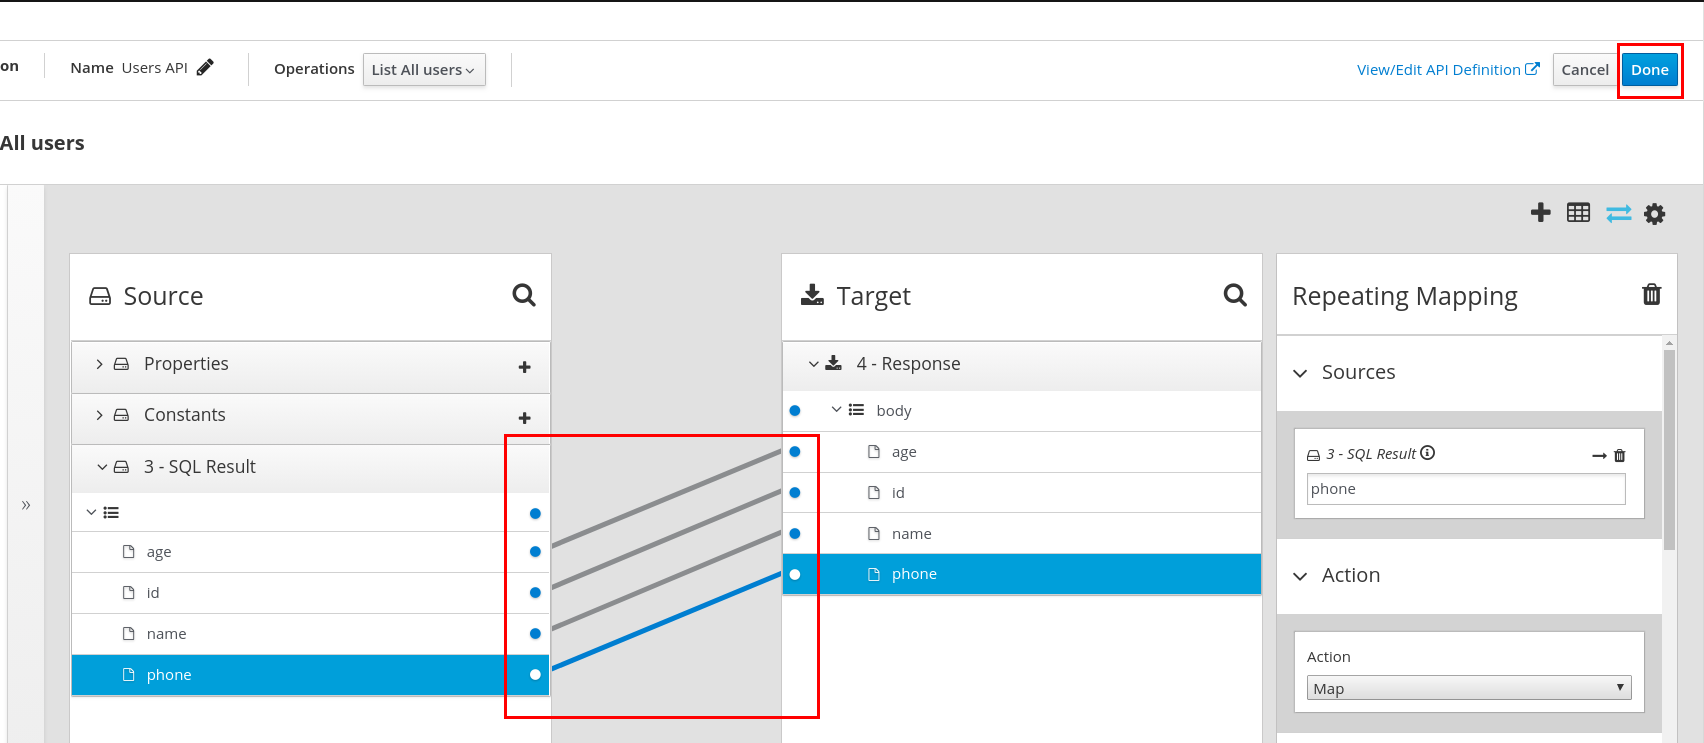 on
Name Users API
Operations List All users
View/Edit API Definition
Cancel
Done
All users
»
Source
Properties
Constants
3 - SQL Result
age
id
name
phone
Target
4 - Response
body
age
id
name
phone
Repeating Mapping
Sources
3 - SQL Result
phone
Action
Action
Map